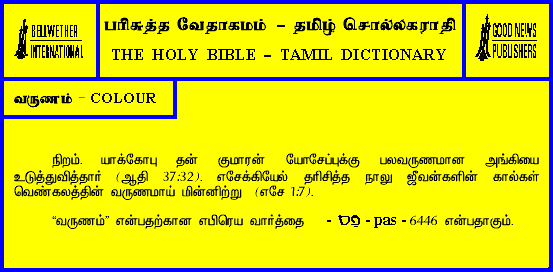 BELLWETHER
INTERNATIONAL
பரிசுத்த வேதாகமம் – தமிழ் சொல்லகராதி
THE HOLY BIBLE – TAMIL DICTIONARY
GOOD NEWS
PUBLISHERS
வருணம் – COLOUR
நிறம். யாக்கோபு தன் குமாரன் யோசேப்புக்கு பலவருணமான அங்கியை
உடுத்துவித்தார் (ஆதி 37:32). எசேக்கியேல் தரிசித்த நாலு ஜீவன்களின் கால்கள்
வெண்கலத்தின் வருணமாய் மின்னிற்று (எசே 1:7).
“வருணம்” என்பதற்கான எபிரெய வார்த்தை - פס - pas - 6446 என்பதாகும்.